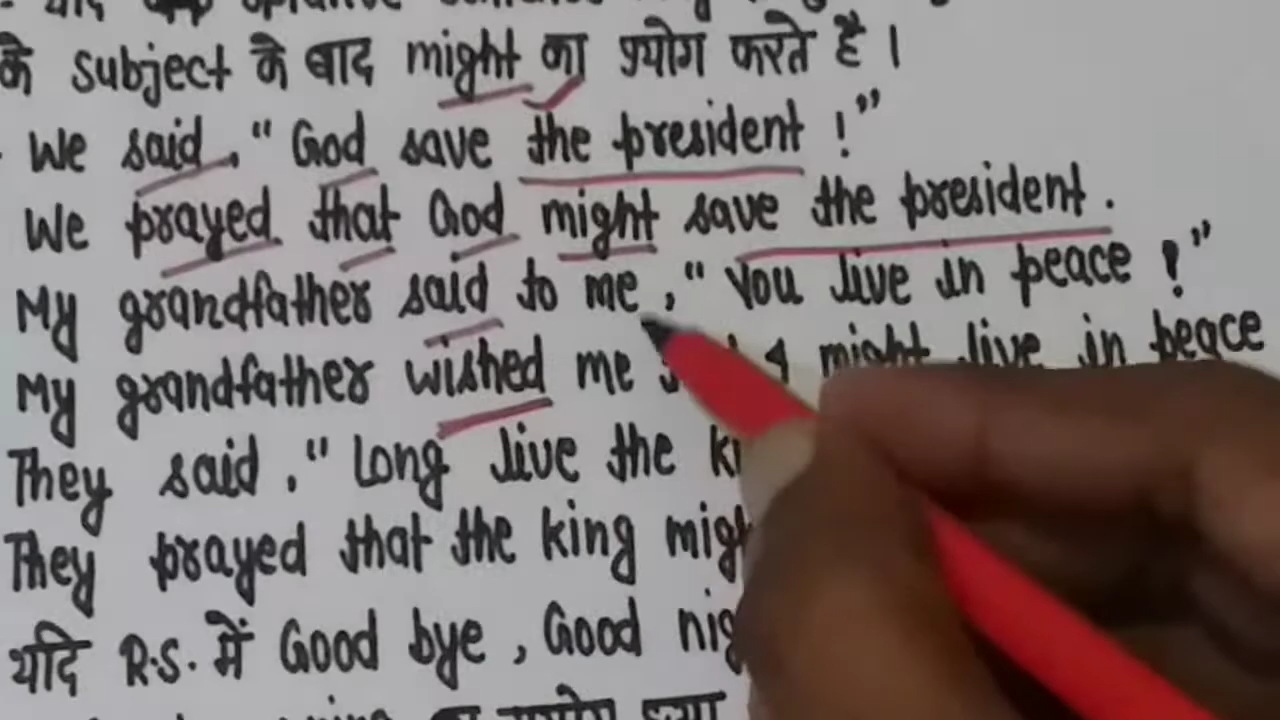 के subject के बाद might का प्रयोग करते है ।
We said, "God save the president !"
We prayed that God might save the president.
My grandfather said to me, "You live in peace !"
My grandfather wished me might live in peace
They said, "Long live the
They prayed that the king
यदि R.S. में Good bye, Good